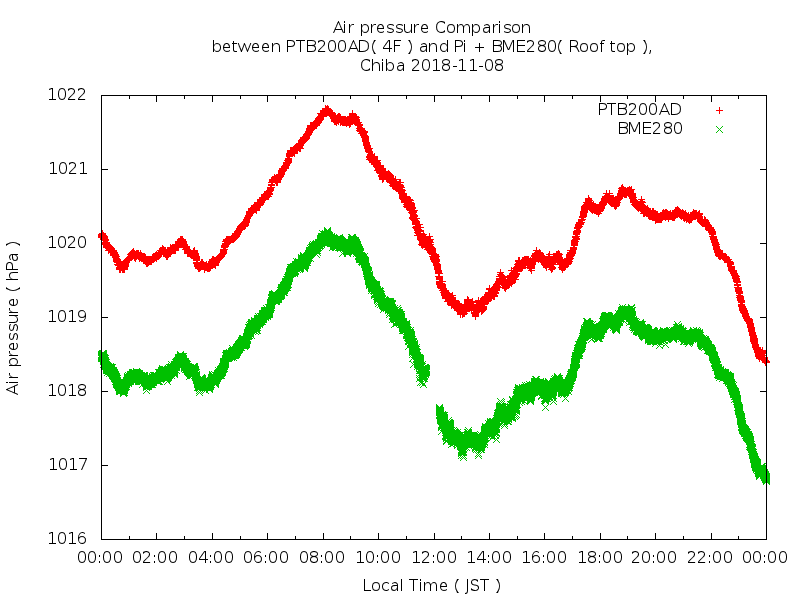 Air pressure Comparison
between PTB200AD( 4F ) and Pi + BME280( Roof top ),
Chiba 2018-11-08
PTB200AD
BME280
1022
1021
1020
1019
1018
1017
1016
Air pressure ( hPa )
00:00 02:00 04:00 06:00 08:00 10:00 12:00 14:00 16:00 18:00 20:00 22:00 00:00
Local Time ( JST )